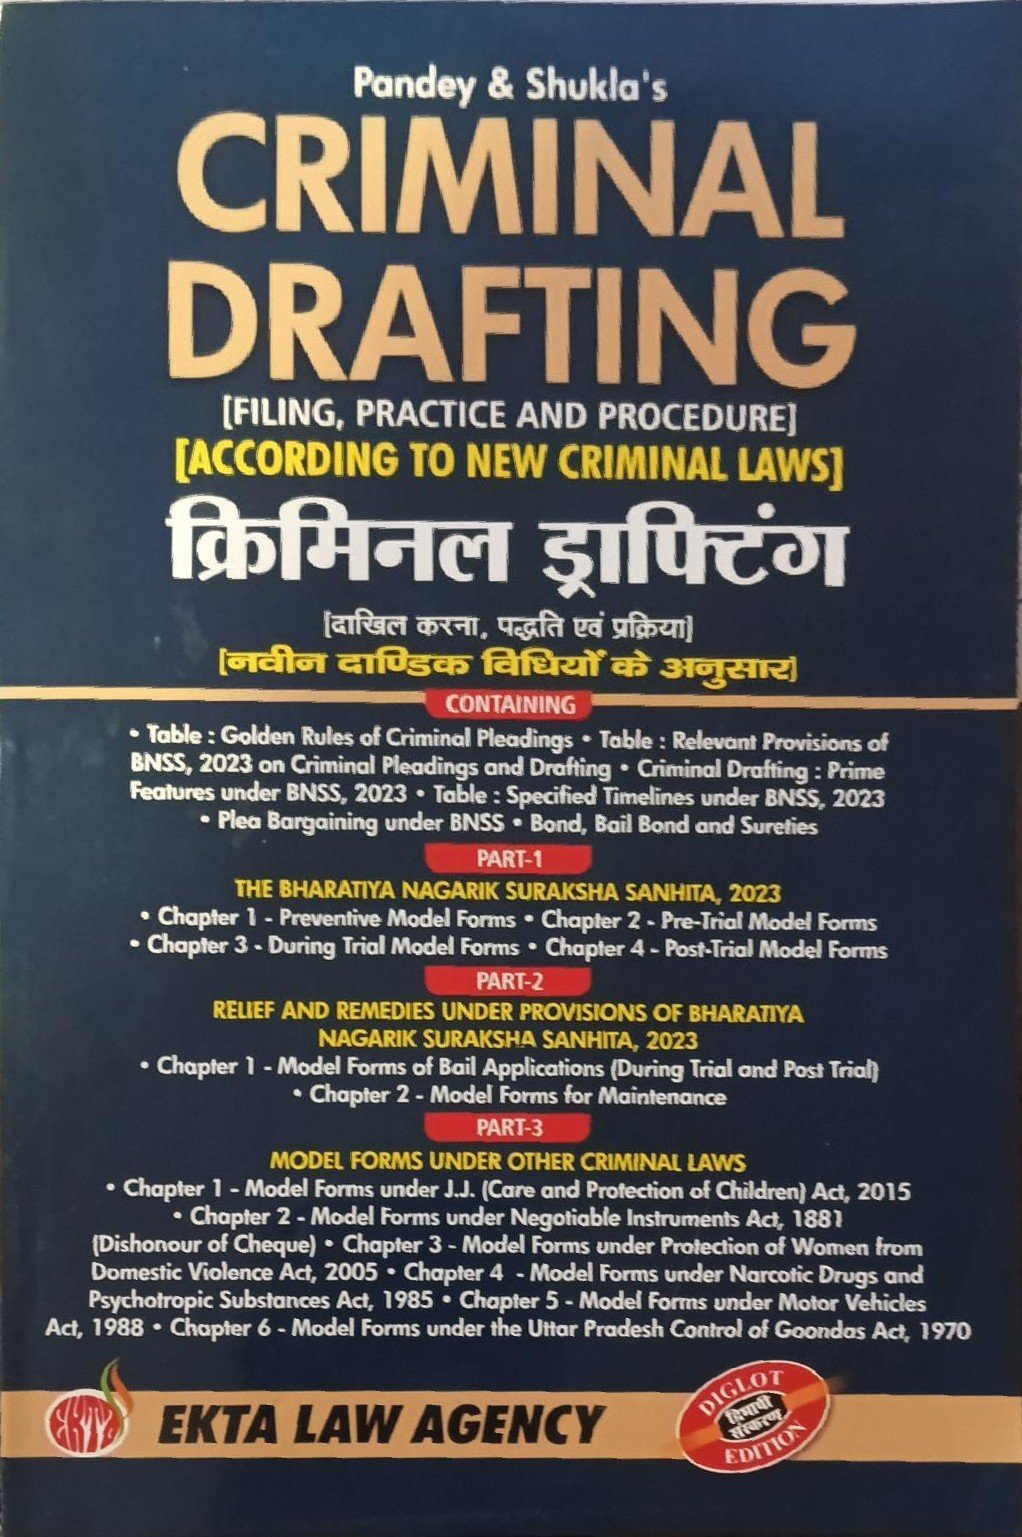 Pandey & Shukla's
CRIMINAL
DRAFTING
[FILING, PRACTICE AND PROCEDURE]
[ACCORDING TO NEW CRIMINAL LAWS]
क्रिमिनल ड्राफ्टिंग
[दाखिल करना, पद्धति एवं प्रक्रिया]
[नवीन दाण्डिक विधियों के अनुसार]
CONTAINING
• Table : Golden Rules of Criminal Pleadings • Table : Relevant Provisions of
BNSS, 2023 on Criminal Pleadings and Drafting • Criminal Drafting : Prime
Features under BNSS, 2023 • Table : Specified Timelines under BNSS, 2023
• Plea Bargaining under BNSS • Bond, Bail Bond and Sureties
PART-1
THE BHARATIYA NAGARIK SURAKSHA SANHITA, 2023
• Chapter 1 - Preventive Model Forms • Chapter 2 - Pre-Trial Model Forms
• Chapter 3 - During Trial Model Forms • Chapter 4 - Post-Trial Model Forms
PART-2
RELIEF AND REMEDIES UNDER PROVISIONS OF BHARATIYA
NAGARIK SURAKSHA SANHITA, 2023
• Chapter 1 - Model Forms of Bail Applications (During Trial and Post Trial)
• Chapter 2 - Model Forms for Maintenance
PART-3
MODEL FORMS UNDER OTHER CRIMINAL LAWS
• Chapter 1 - Model Forms under J.J. (Care and Protection of Children) Act, 2015
• Chapter 2 - Model Forms under Negotiable Instruments Act, 1881
(Dishonour of Cheque) • Chapter 3 - Model Forms under Protection of Women from
Domestic Violence Act, 2005 • Chapter 4 - Model Forms under Narcotic Drugs and
Psychotropic Substances Act, 1985 • Chapter 5 - Model Forms under Motor Vehicles
Act, 1988 • Chapter 6 - Model Forms under the Uttar Pradesh Control of Goondas Act, 1970
EKTA
EKTA LAW AGENCY
DIGLOT
द्विभाषी
संस्करण
EDITION